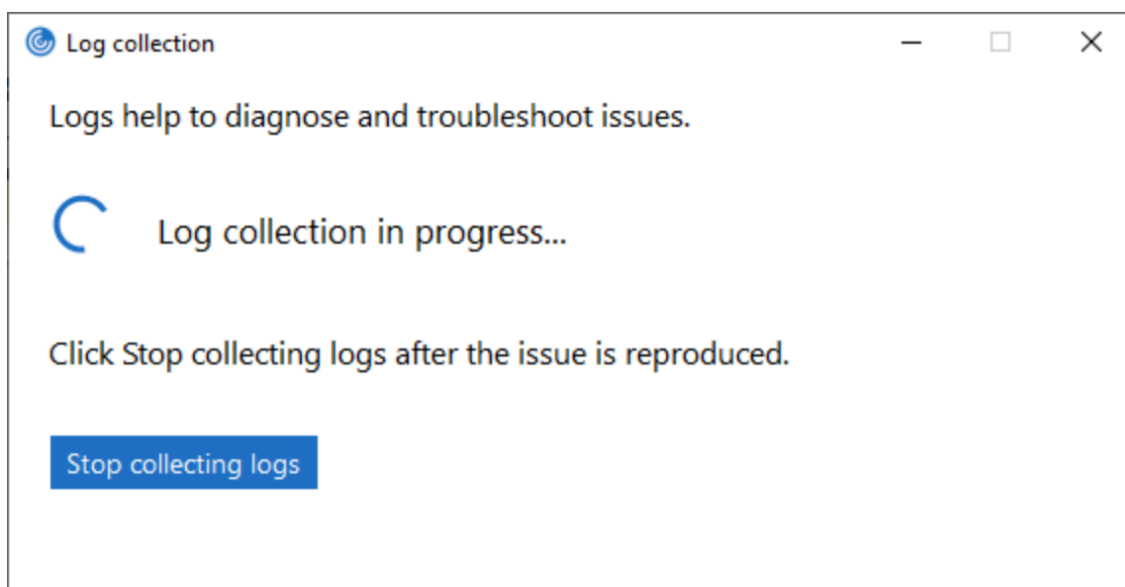 Log collection
Logs help to diagnose and troubleshoot issues.
Log collection in progress...
Click Stop collecting logs after the issue is reproduced.
Stop collecting logs